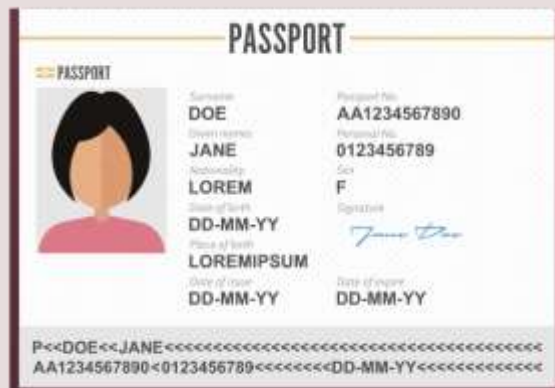 PASSPORT
PASSPORT
Surname Passport No.
DOE AA1234567890
Given names Personal No.
JANE 0123456789
Nationality Sex
LOREM F
Date of birth Signature
DD-MM-YY Jane Doe
Place of birth
LOREMIPSUM
Date of issue Date of expire
DD-MM-YY DD-MM-YY
P<<DOE<<JANE<<<<<<<<<<<<<<<<<<<<<<<<<<<<<<<<
AA1234567890<0123456789<<<<<<<<DD-MM-YY<<<<<<<<<<<<<